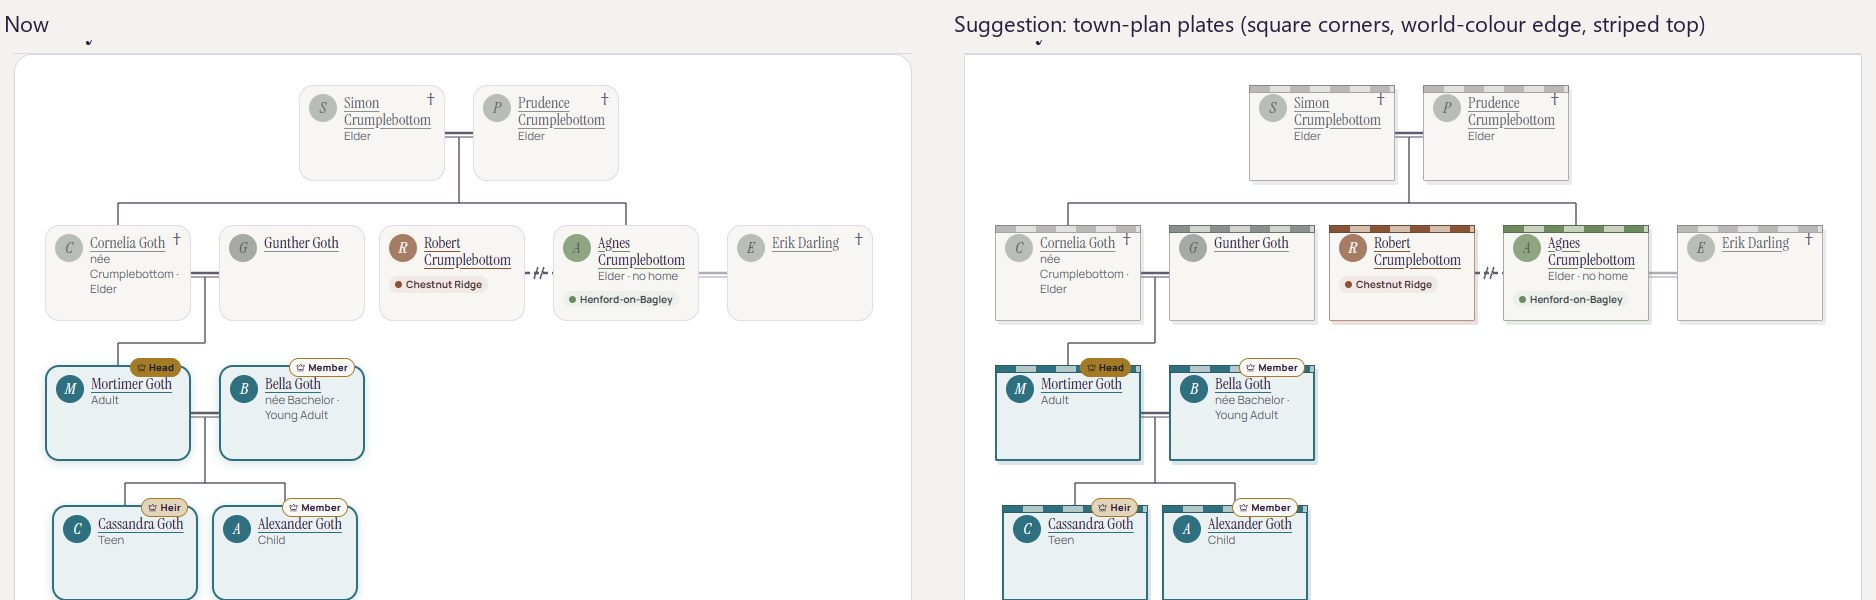 Now
Suggestion: town-plan plates (square corners, world-colour edge, striped top)
S
Simon
Crumplebottom
Elder
†
P
Prudence
Crumplebottom
Elder
†
C
Cornelia Goth
née
Crumplebottom ·
Elder
†
G
Gunther Goth
R
Robert
Crumplebottom
Chestnut Ridge
A
Agnes
Crumplebottom
Elder · no home
Henford-on-Bagley
E
Erik Darling
†
Head
M
Mortimer Goth
Adult
Member
B
Bella Goth
née Bachelor ·
Young Adult
Heir
C
Cassandra Goth
Teen
Member
A
Alexander Goth
Child
S
Simon
Crumplebottom
Elder
†
P
Prudence
Crumplebottom
Elder
†
C
Cornelia Goth
née
Crumplebottom ·
Elder
†
G
Gunther Goth
R
Robert
Crumplebottom
Chestnut Ridge
A
Agnes
Crumplebottom
Elder · no home
Henford-on-Bagley
E
Erik Darling
†
Head
M
Mortimer Goth
Adult
Member
B
Bella Goth
née Bachelor ·
Young Adult
Heir
C
Cassandra Goth
Teen
Member
A
Alexander Goth
Child